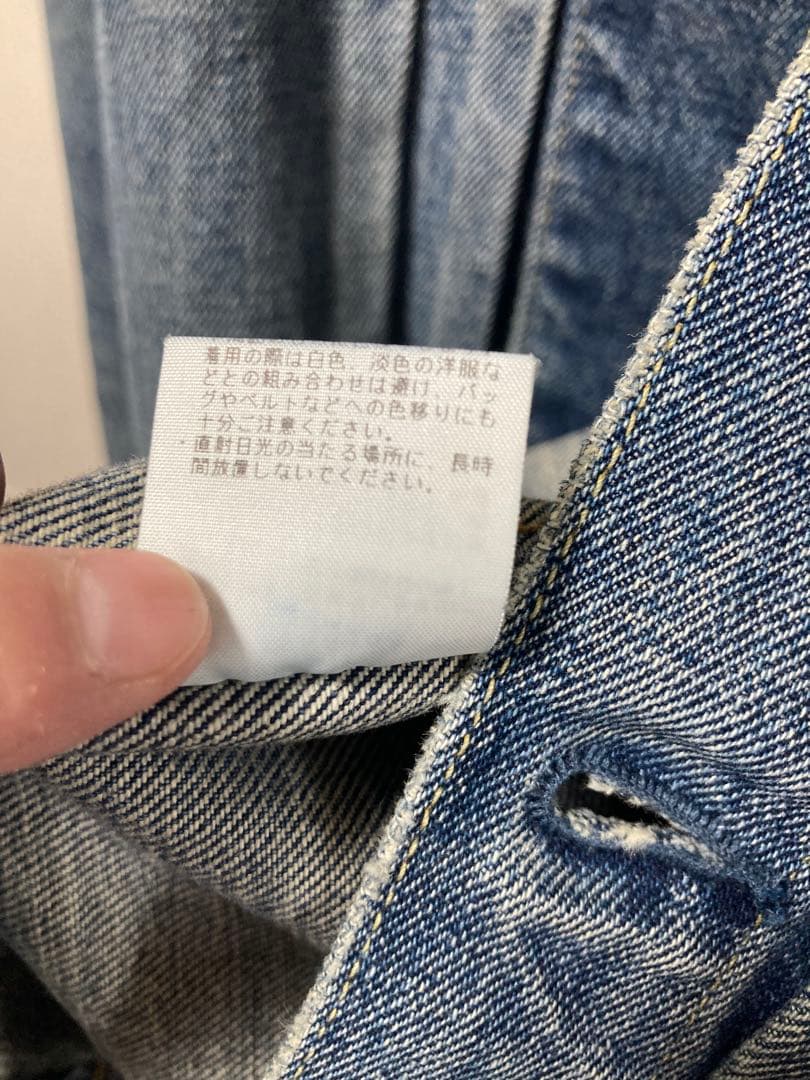 着用の際は白色、淡色の洋服な
どとの組み合わせは避け、バッ
グやベルトなどへの色移りにも
十分ご注意ください。
・直射日光の当たる場所に、長時
間放置しないでください。